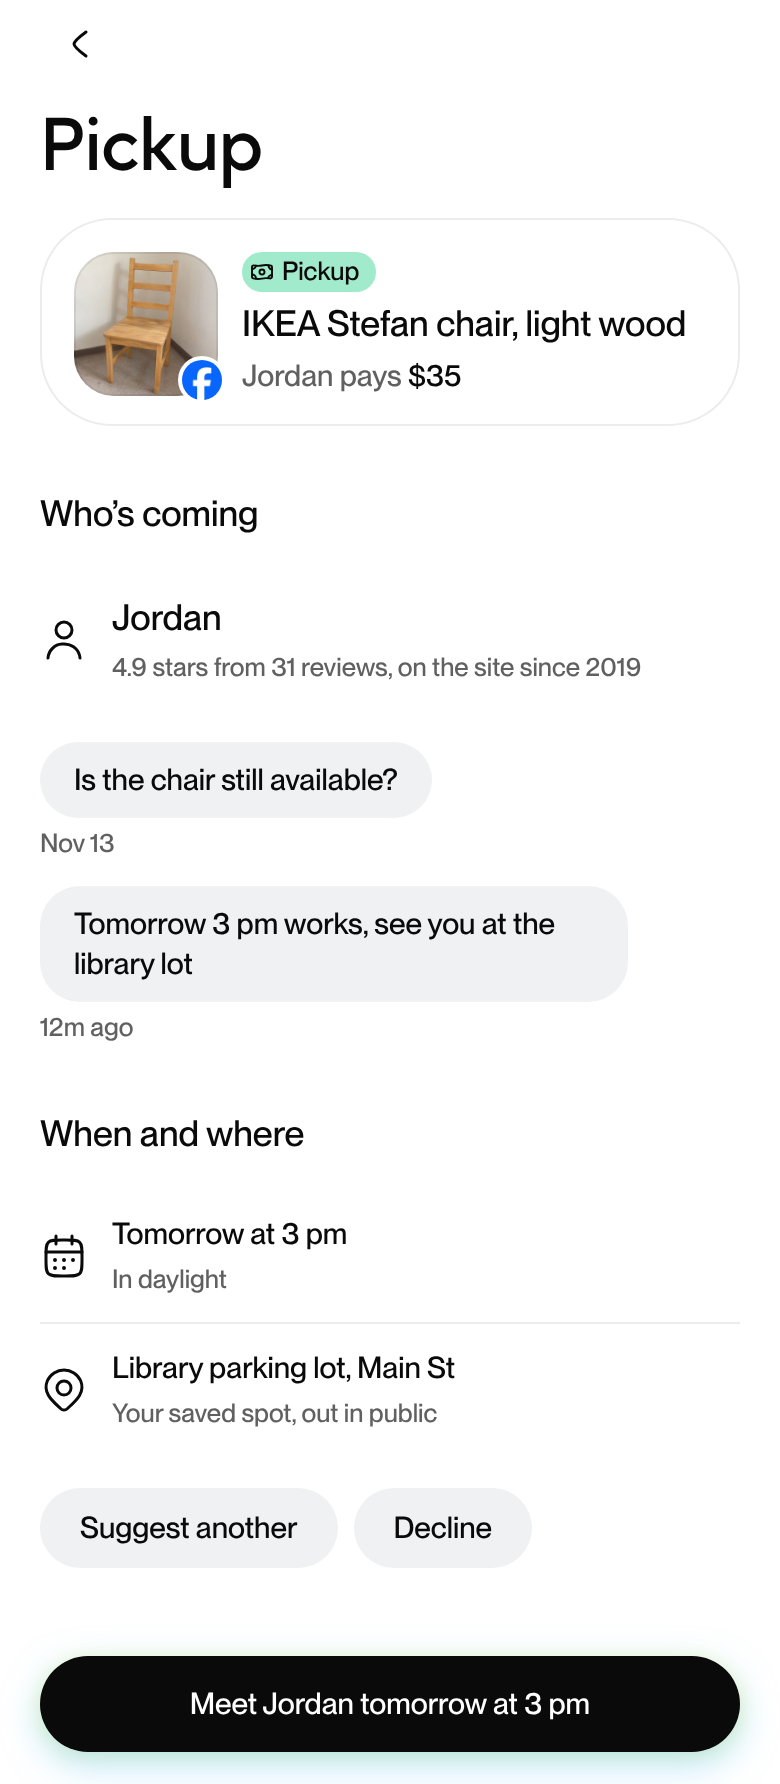 Pickup
Pickup
IKEA Stefan chair, light wood
Jordan pays $35
Who’s coming
Jordan
4.9 stars from 31 reviews, on the site since 2019
Is the chair still available?
Nov 13
Tomorrow 3 pm works, see you at the
library lot
12m ago
When and where
Tomorrow at 3 pm
In daylight
Library parking lot, Main St
Your saved spot, out in public
Suggest another
Decline
Meet Jordan tomorrow at 3 pm